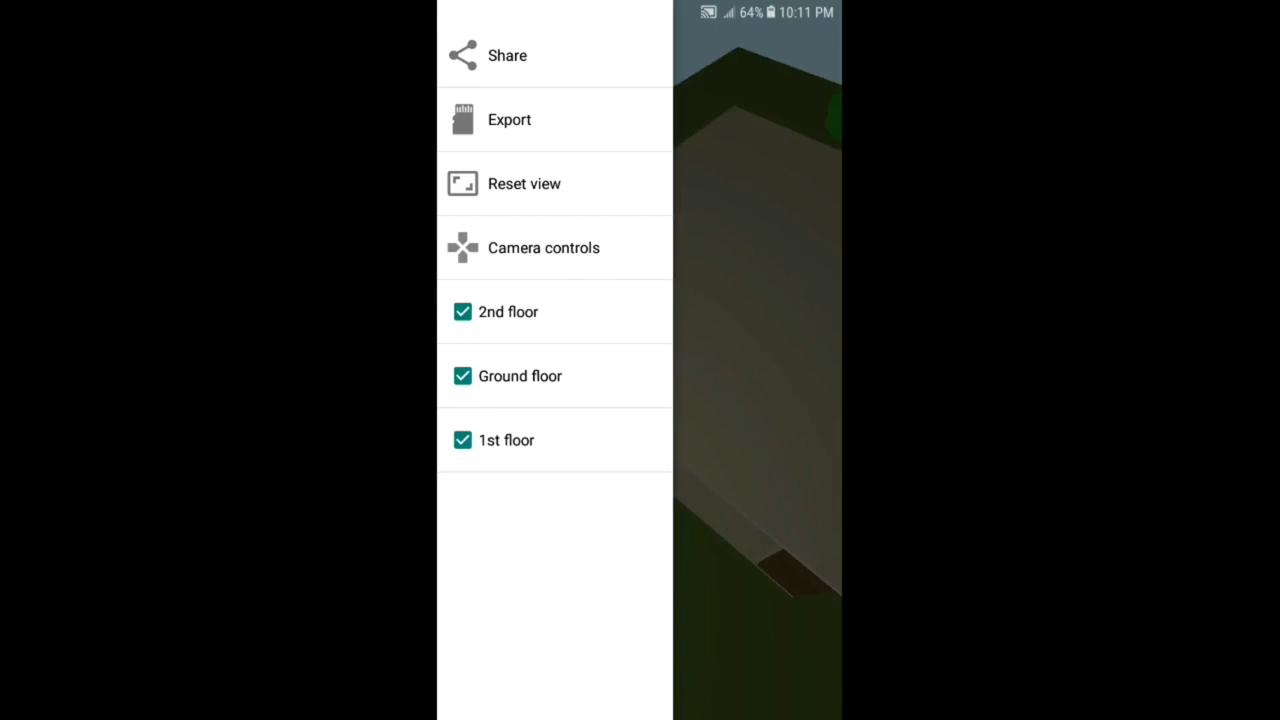 64% 10:11 PM
Share
Export
Reset view
Camera controls
2nd floor
Ground floor
1st floor